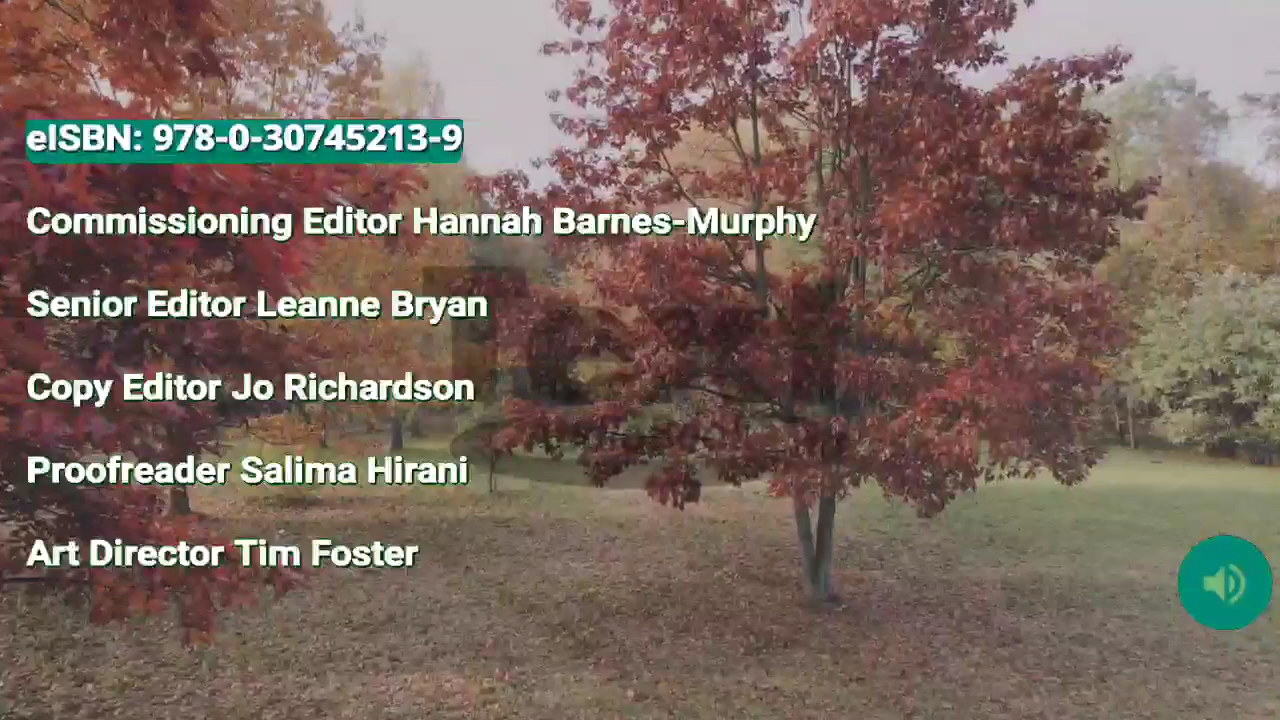 eISBN: 978-0-30745213-9
Commissioning Editor Hannah Barnes-Murphy
Senior Editor Leanne Bryan
Copy Editor Jo Richardson
Proofreader Salima Hirani
Art Director Tim Foster